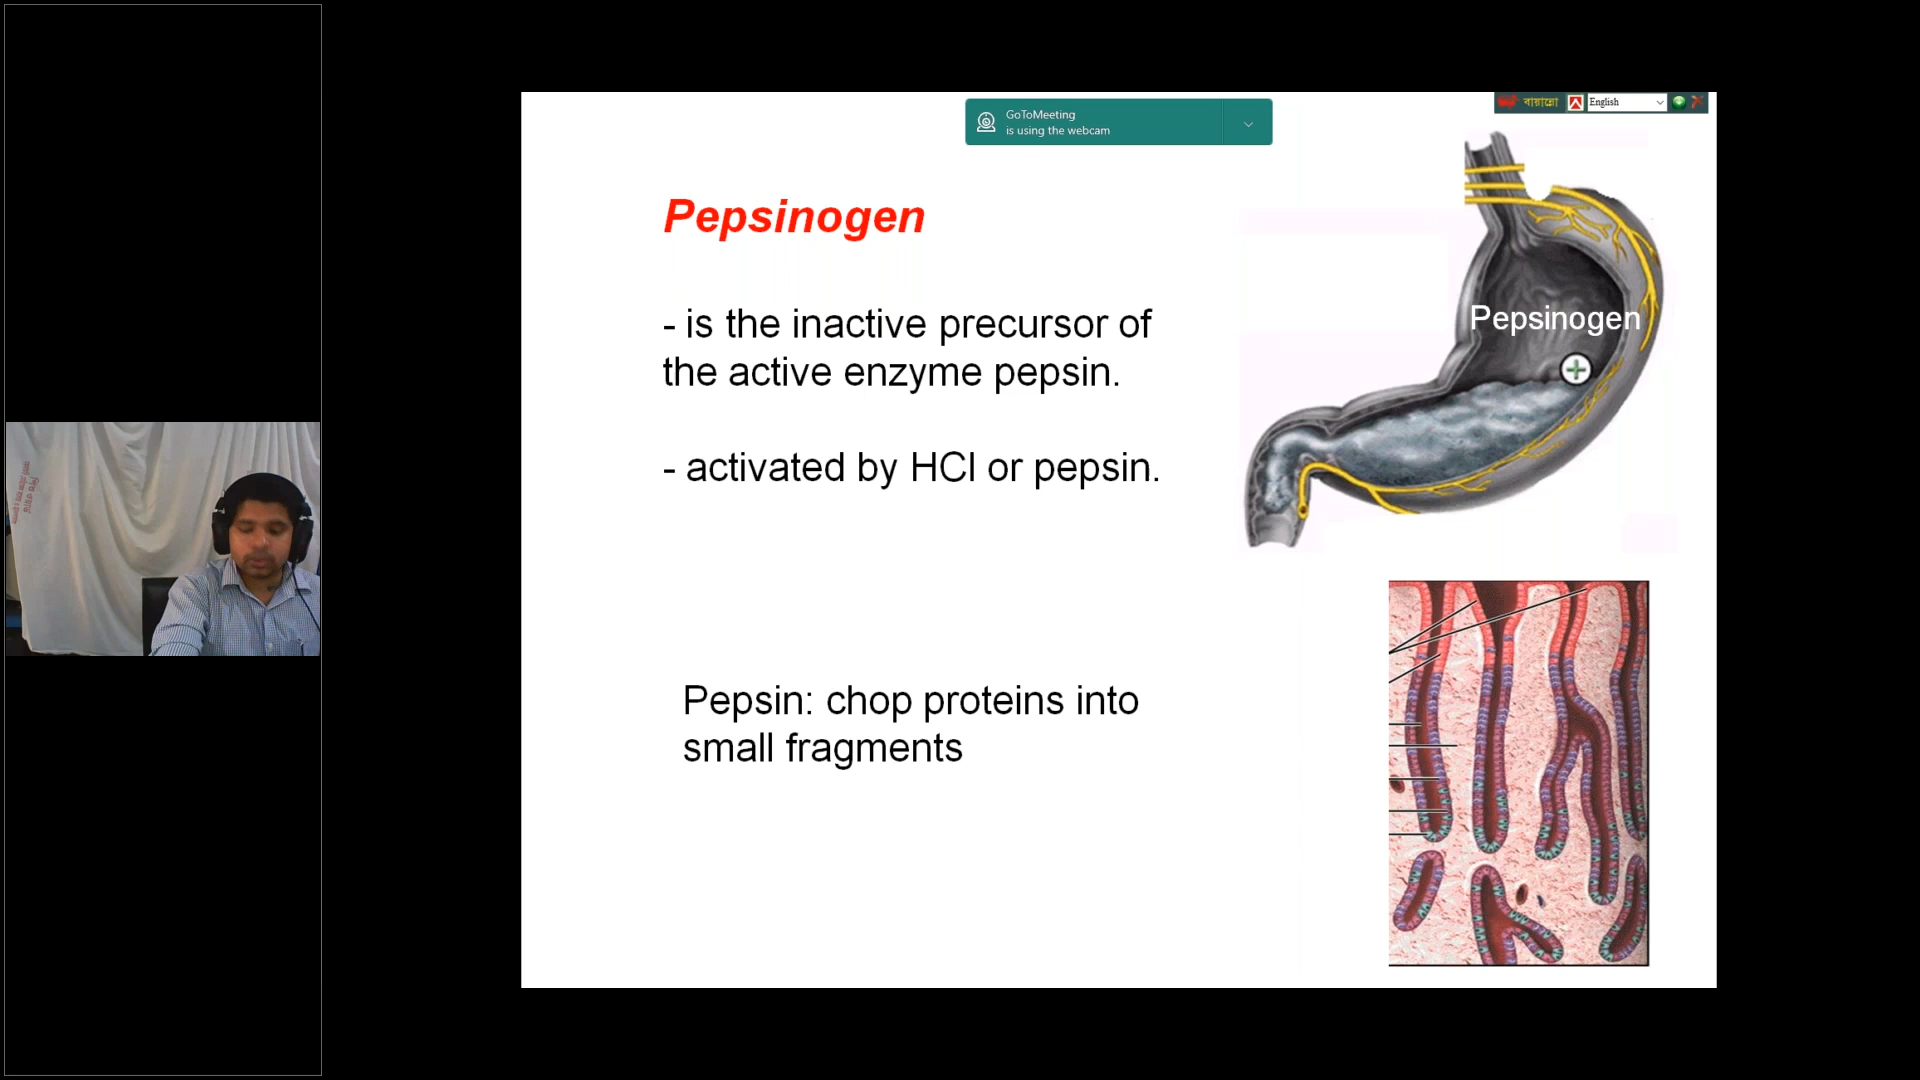 GoToMeeting
is using the webcam
বায়ান্নো
English
Pepsinogen
- is the inactive precursor of
the active enzyme pepsin.
- activated by HCl or pepsin.
Pepsinogen
Pepsin: chop proteins into
small fragments